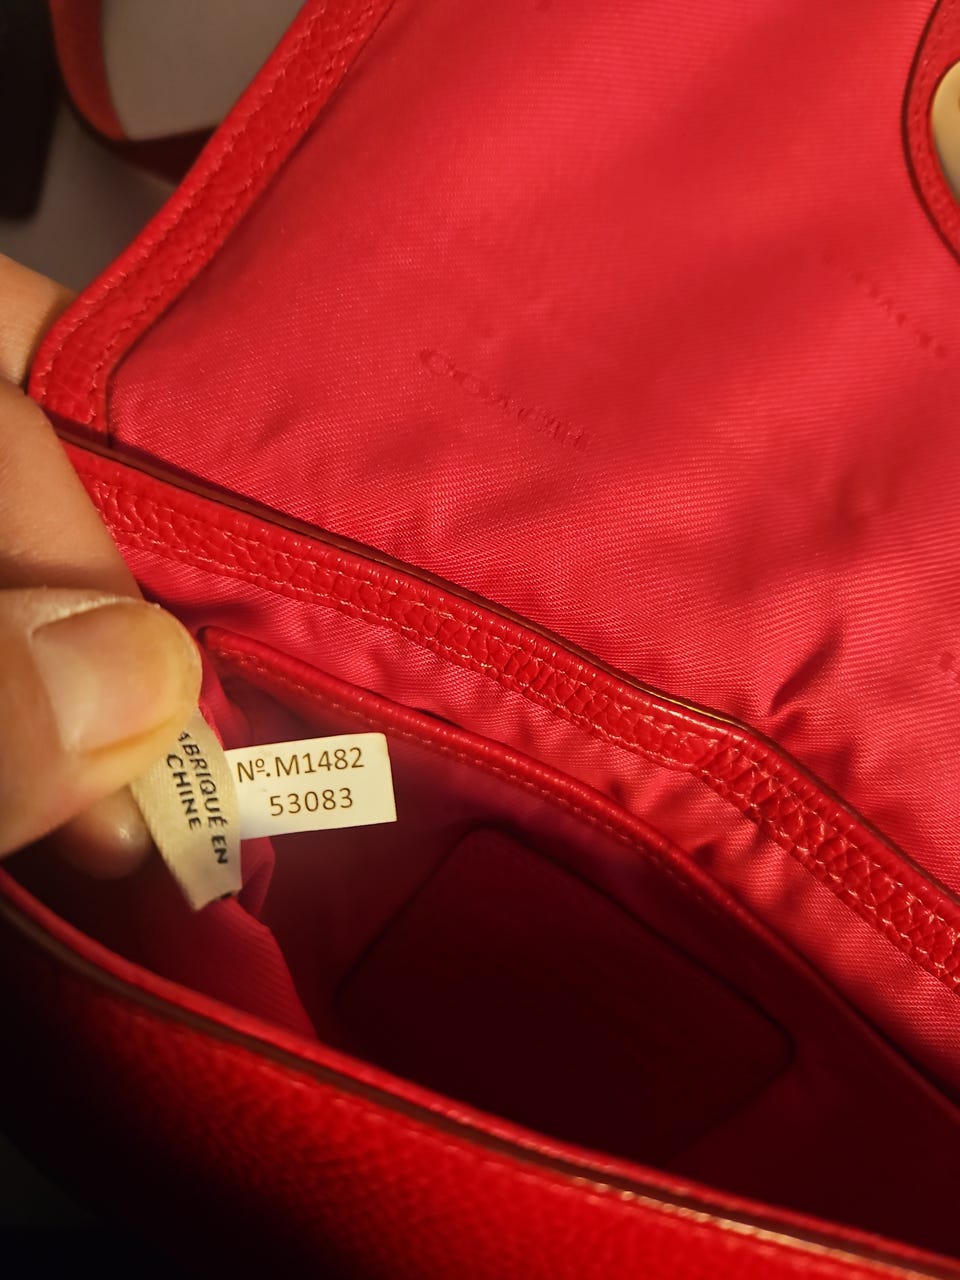 COACH
Nº.M1482
53083
ABRIQUÉ EN
CHINE